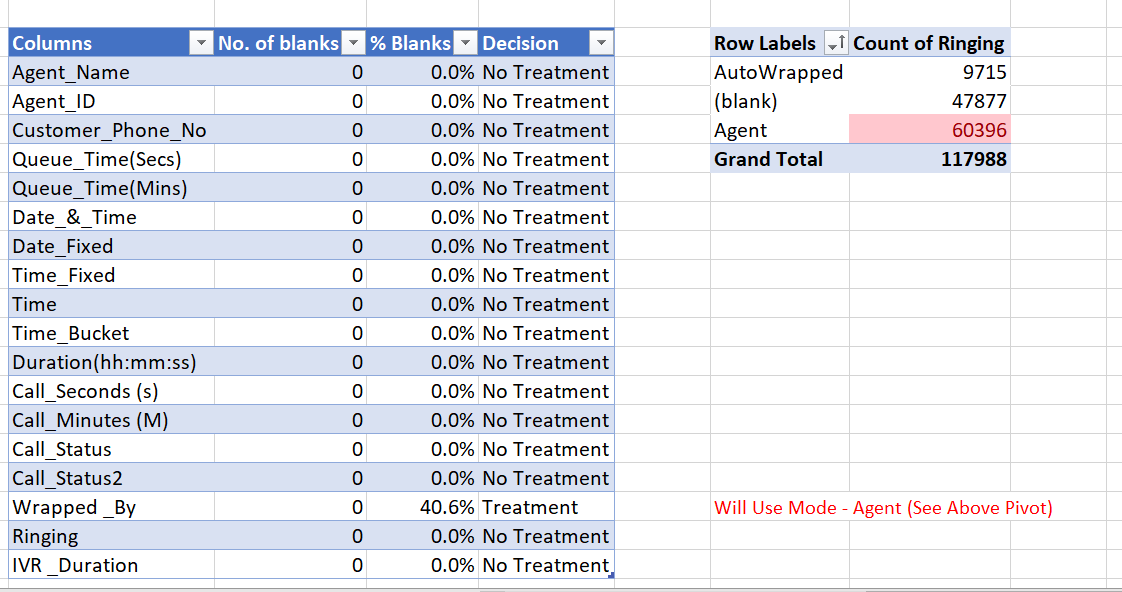 Columns No. of blanks % Blanks Decision Row Labels Count of Ringing
Agent_Name 0 0.0% No Treatment AutoWrapped 9715
Agent_ID 0 0.0% No Treatment (blank) 47877
Customer_Phone_No 0 0.0% No Treatment Agent 60396
Queue_Time(Secs) 0 0.0% No Treatment Grand Total 117988
Queue_Time(Mins) 0 0.0% No Treatment
Date_&_Time 0 0.0% No Treatment
Date_Fixed 0 0.0% No Treatment
Time_Fixed 0 0.0% No Treatment
Time 0 0.0% No Treatment
Time_Bucket 0 0.0% No Treatment
Duration(hh:mm:ss) 0 0.0% No Treatment
Call_Seconds (s) 0 0.0% No Treatment
Call_Minutes (M) 0 0.0% No Treatment
Call_Status 0 0.0% No Treatment
Call_Status2 0 0.0% No Treatment
Wrapped _By 0 40.6% Treatment Will Use Mode - Agent (See Above Pivot)
Ringing 0 0.0% No Treatment
IVR _Duration 0 0.0% No Treatment